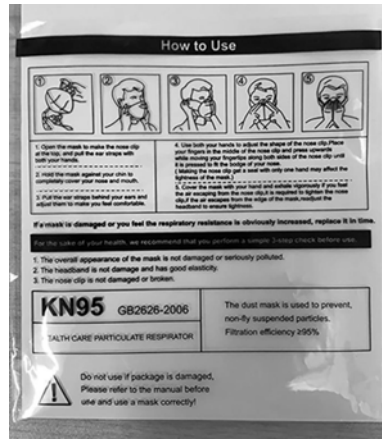 How to Use
① ② ③ ④ ⑤
1. Open the mask to make the nose clip
at the top, and pull the ear straps with
both your hands.
2. Hold the mask against your chin to
completely cover your nose and mouth.
3. Pull the ear straps behind your ears and
adjust them to make you feel comfortable.
4. Use both your hands to adjust the shape of the nose clip.Place
your fingers in the middle of the nose clip and press upwards
while moving your fingertips along both sides of the nose clip until
it is pressed to fit the bridge of your nose.
( Making the nose clip get a seal with only one hand may affect the
tightness of the mask.)
5. Cover the mask with your hand and exhale vigorously if you feel
the air escaping from the nose clip,it is required to tighten the nose
clip,if the air escapes from the edge of the mask,readjust the
headband to ensure tightness.
If a mask is damaged or you feel the respiratory resistance is obviously increased, replace it in time.
For the sake of your health, we recommend that you perform a simple 3-step check before use.
1. The overall appearance of the mask is not damaged or seriously polluted.
2. The headband is not damage and has good elasticity.
3. The nose clip is not damaged or broken.
KN95 GB2626-2006
HEALTH CARE PARTICULATE RESPIRATOR
The dust mask is used to prevent,
non-fly suspended particles.
Filtration efficiency ≥95%
Do not use if package is damaged,
Please refer to the manual before
use and use a mask correctly!